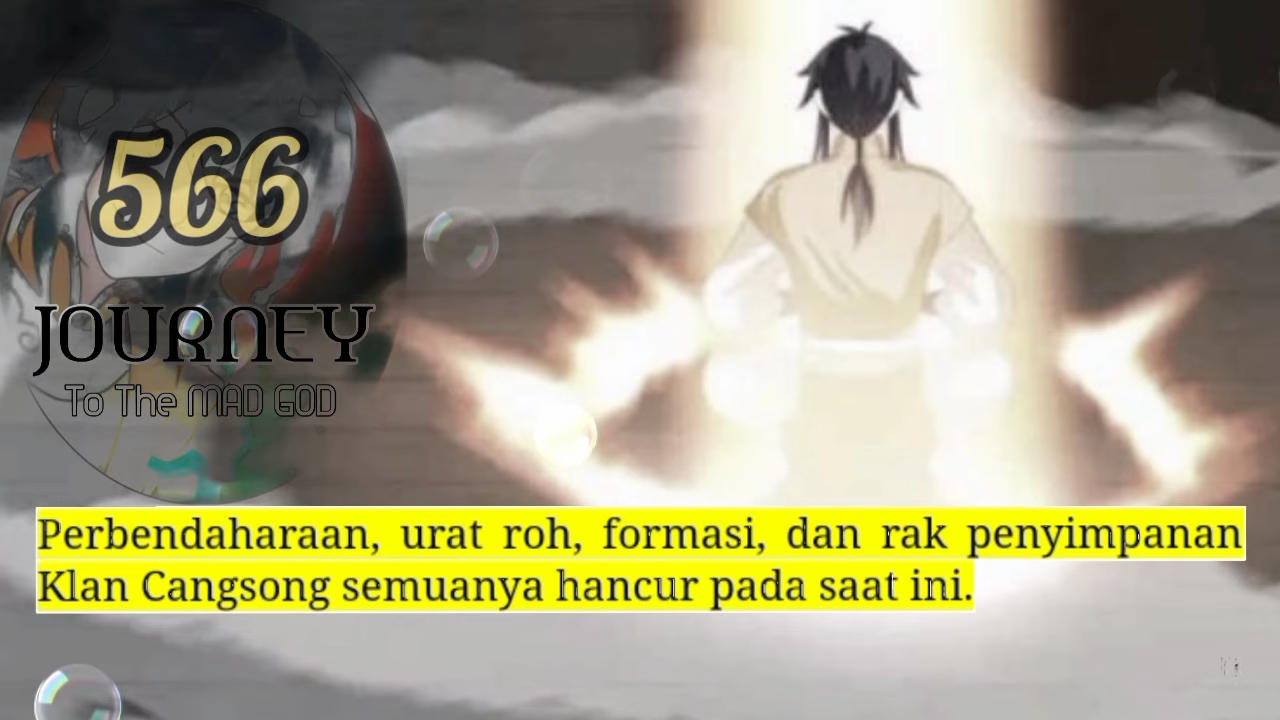 566
JOURNEY
To The MAD GOD
Perbendaharaan, urat roh, formasi, dan rak penyimpanan
Klan Cangsong semuanya hancur pada saat ini.